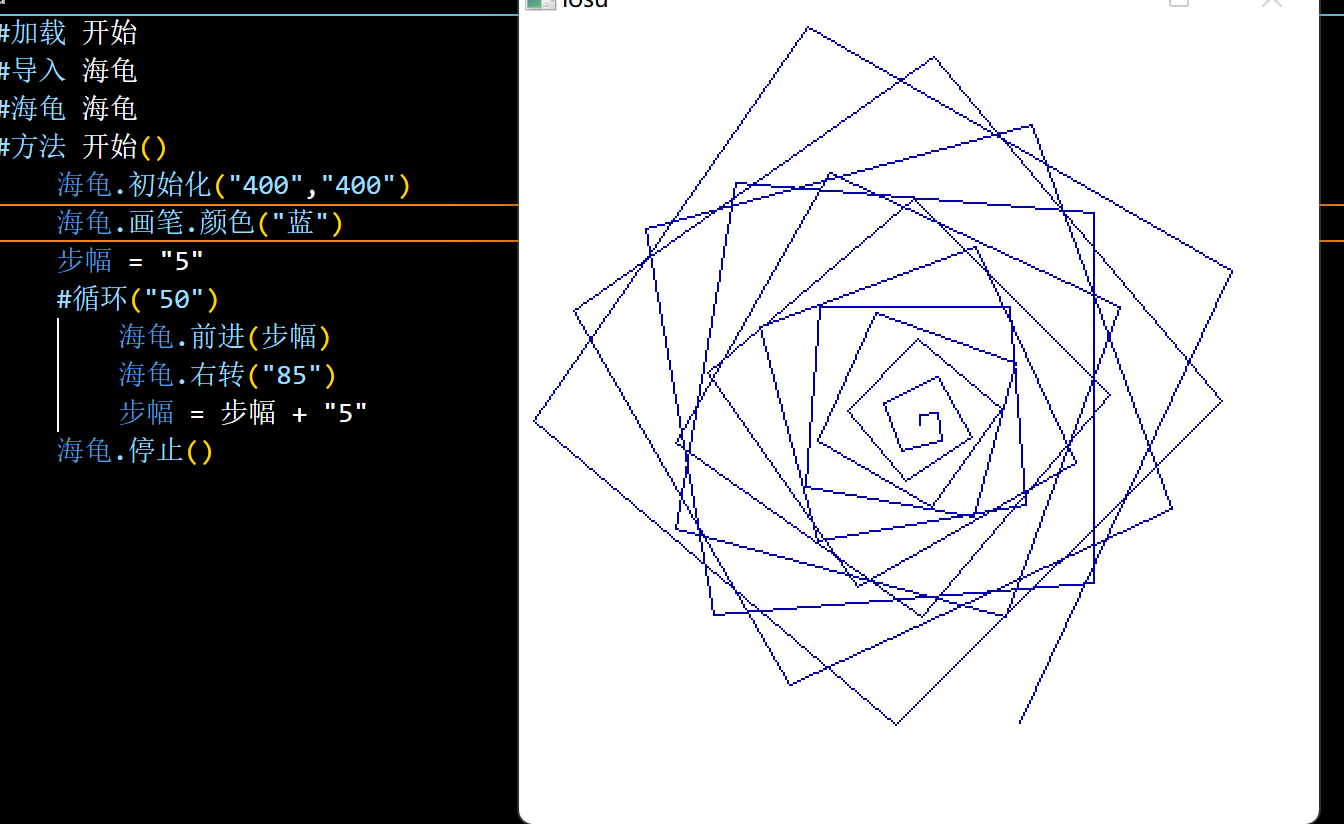 #加载 开始
#导入 海龟
#海龟 海龟
#方法 开始()
海龟.初始化("400","400")
海龟.画笔.颜色("蓝")
步幅 = "5"
#循环("50")
海龟.前进(步幅)
海龟.右转("85")
步幅 = 步幅 + "5"
海龟.停止()